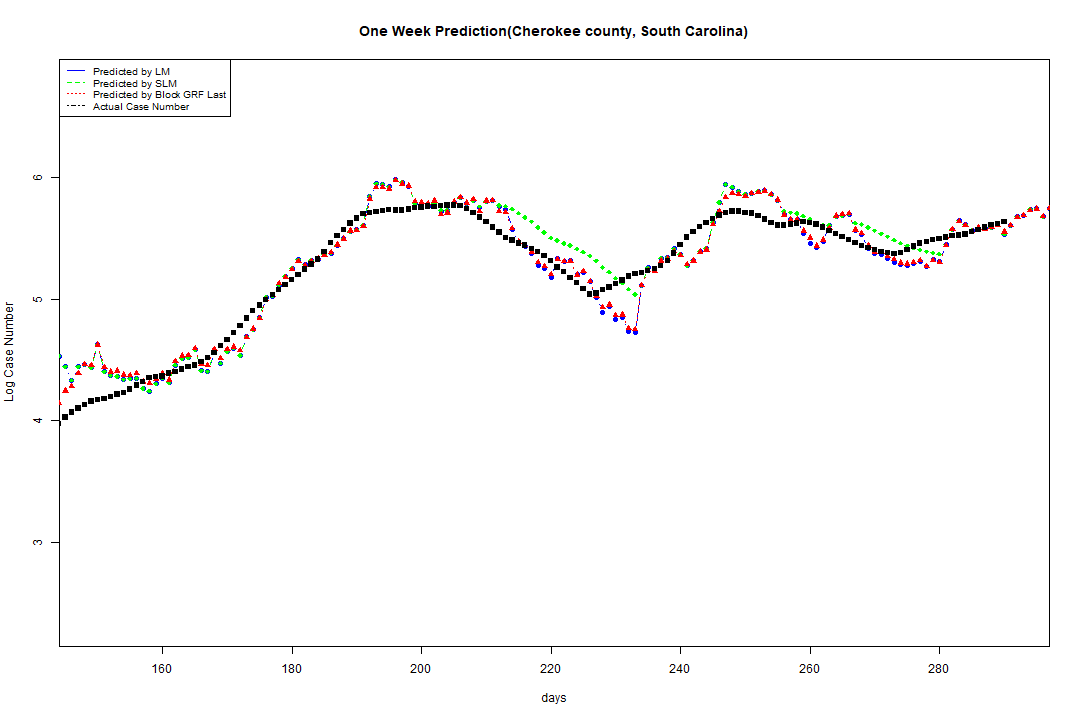 One Week Prediction(Cherokee county, South Carolina)
Predicted by LM
Predicted by SLM
Predicted by Block GRF Last
Actual Case Number
6
5
4
3
Log Case Number
160 180 200 220 240 260 280
days